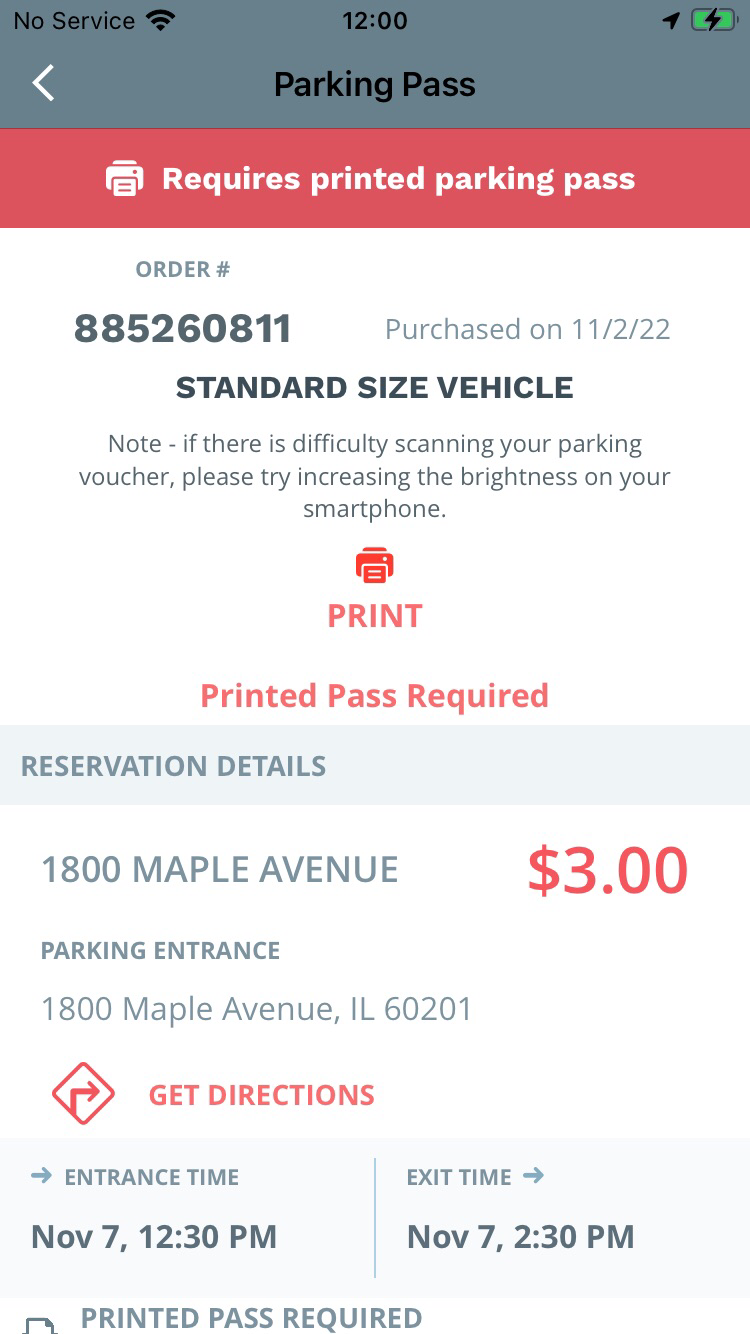 No Service 12:00
Parking Pass
Requires printed parking pass
ORDER #
885260811 Purchased on 11/2/22
STANDARD SIZE VEHICLE
Note - if there is difficulty scanning your parking
voucher, please try increasing the brightness on your
smartphone.
PRINT
Printed Pass Required
RESERVATION DETAILS
1800 MAPLE AVENUE $3.00
PARKING ENTRANCE
1800 Maple Avenue, IL 60201
GET DIRECTIONS
ENTRANCE TIME
Nov 7, 12:30 PM
EXIT TIME
Nov 7, 2:30 PM
PRINTED PASS REQUIRED